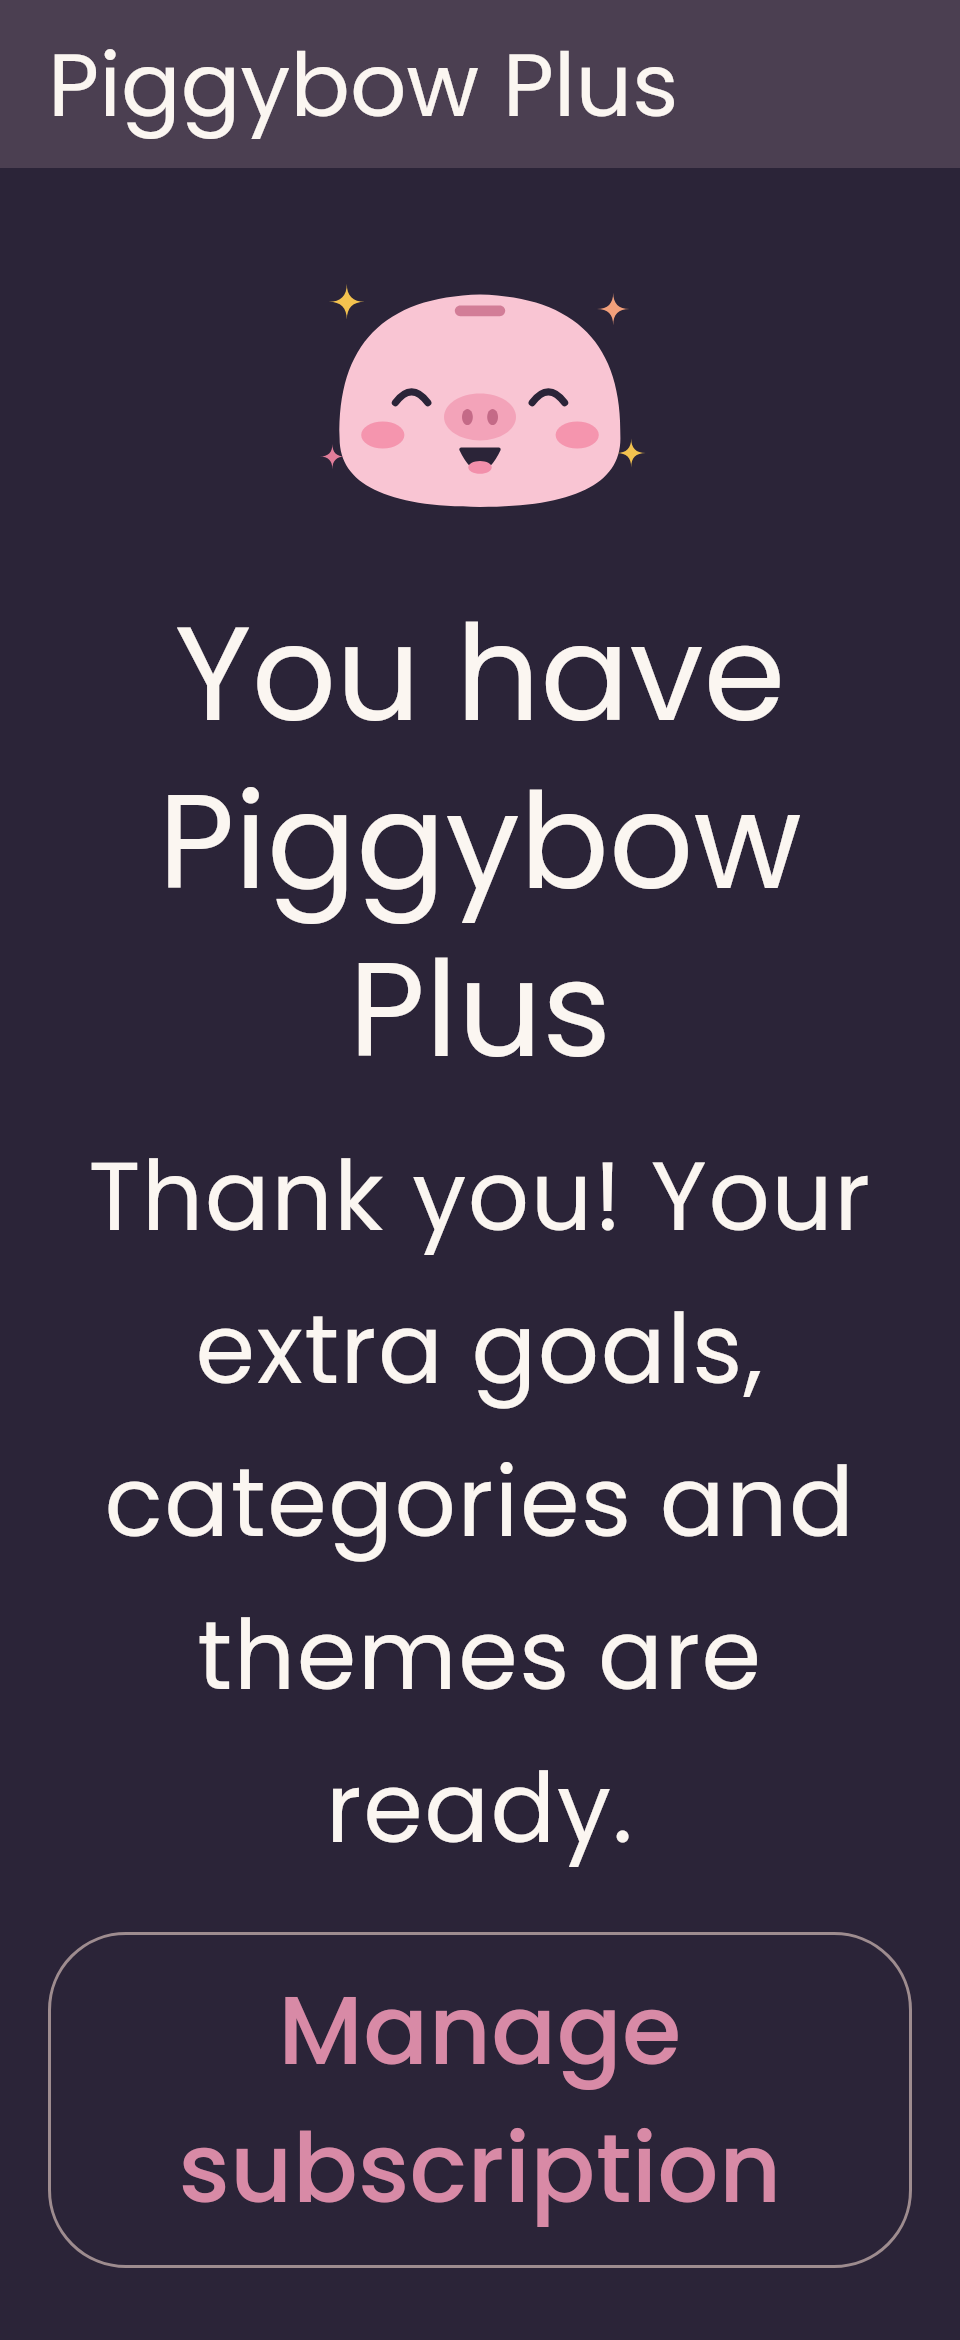 Piggybow Plus
You have
Piggybow
Plus
Thank you! Your
extra goals,
categories and
themes are
ready.
Manage
subscription